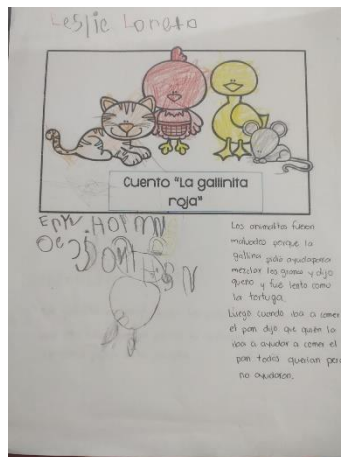 Leslie Loreto
Cuento "La gallinita
roja"
Los animalitos fueron
malvados porque la
gallina pidió ayuda para
mezclar los granos y dijo
que no y fue lento como
la tortuga.
Luego cuando iba a comer
el pan dijo que quién la
iba a ayudar a comer el
pan todos querían pero
no ayudaron.